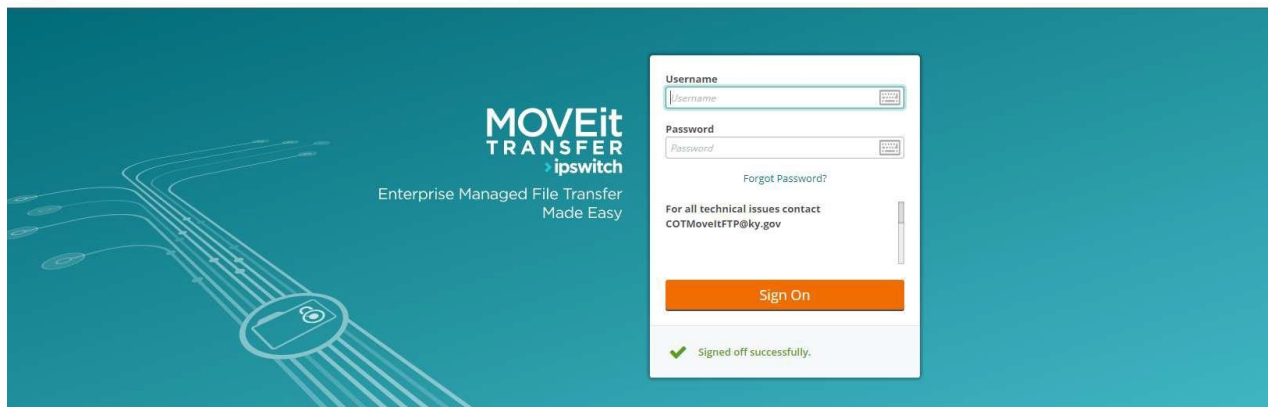 MOVEit
TRANSFER
ipswitch
Enterprise Managed File Transfer
Made Easy
Username
Username
Password
Password
Forgot Password?
For all technical issues contact
COTMoveItFTP@ky.gov
Sign On
Signed off successfully.